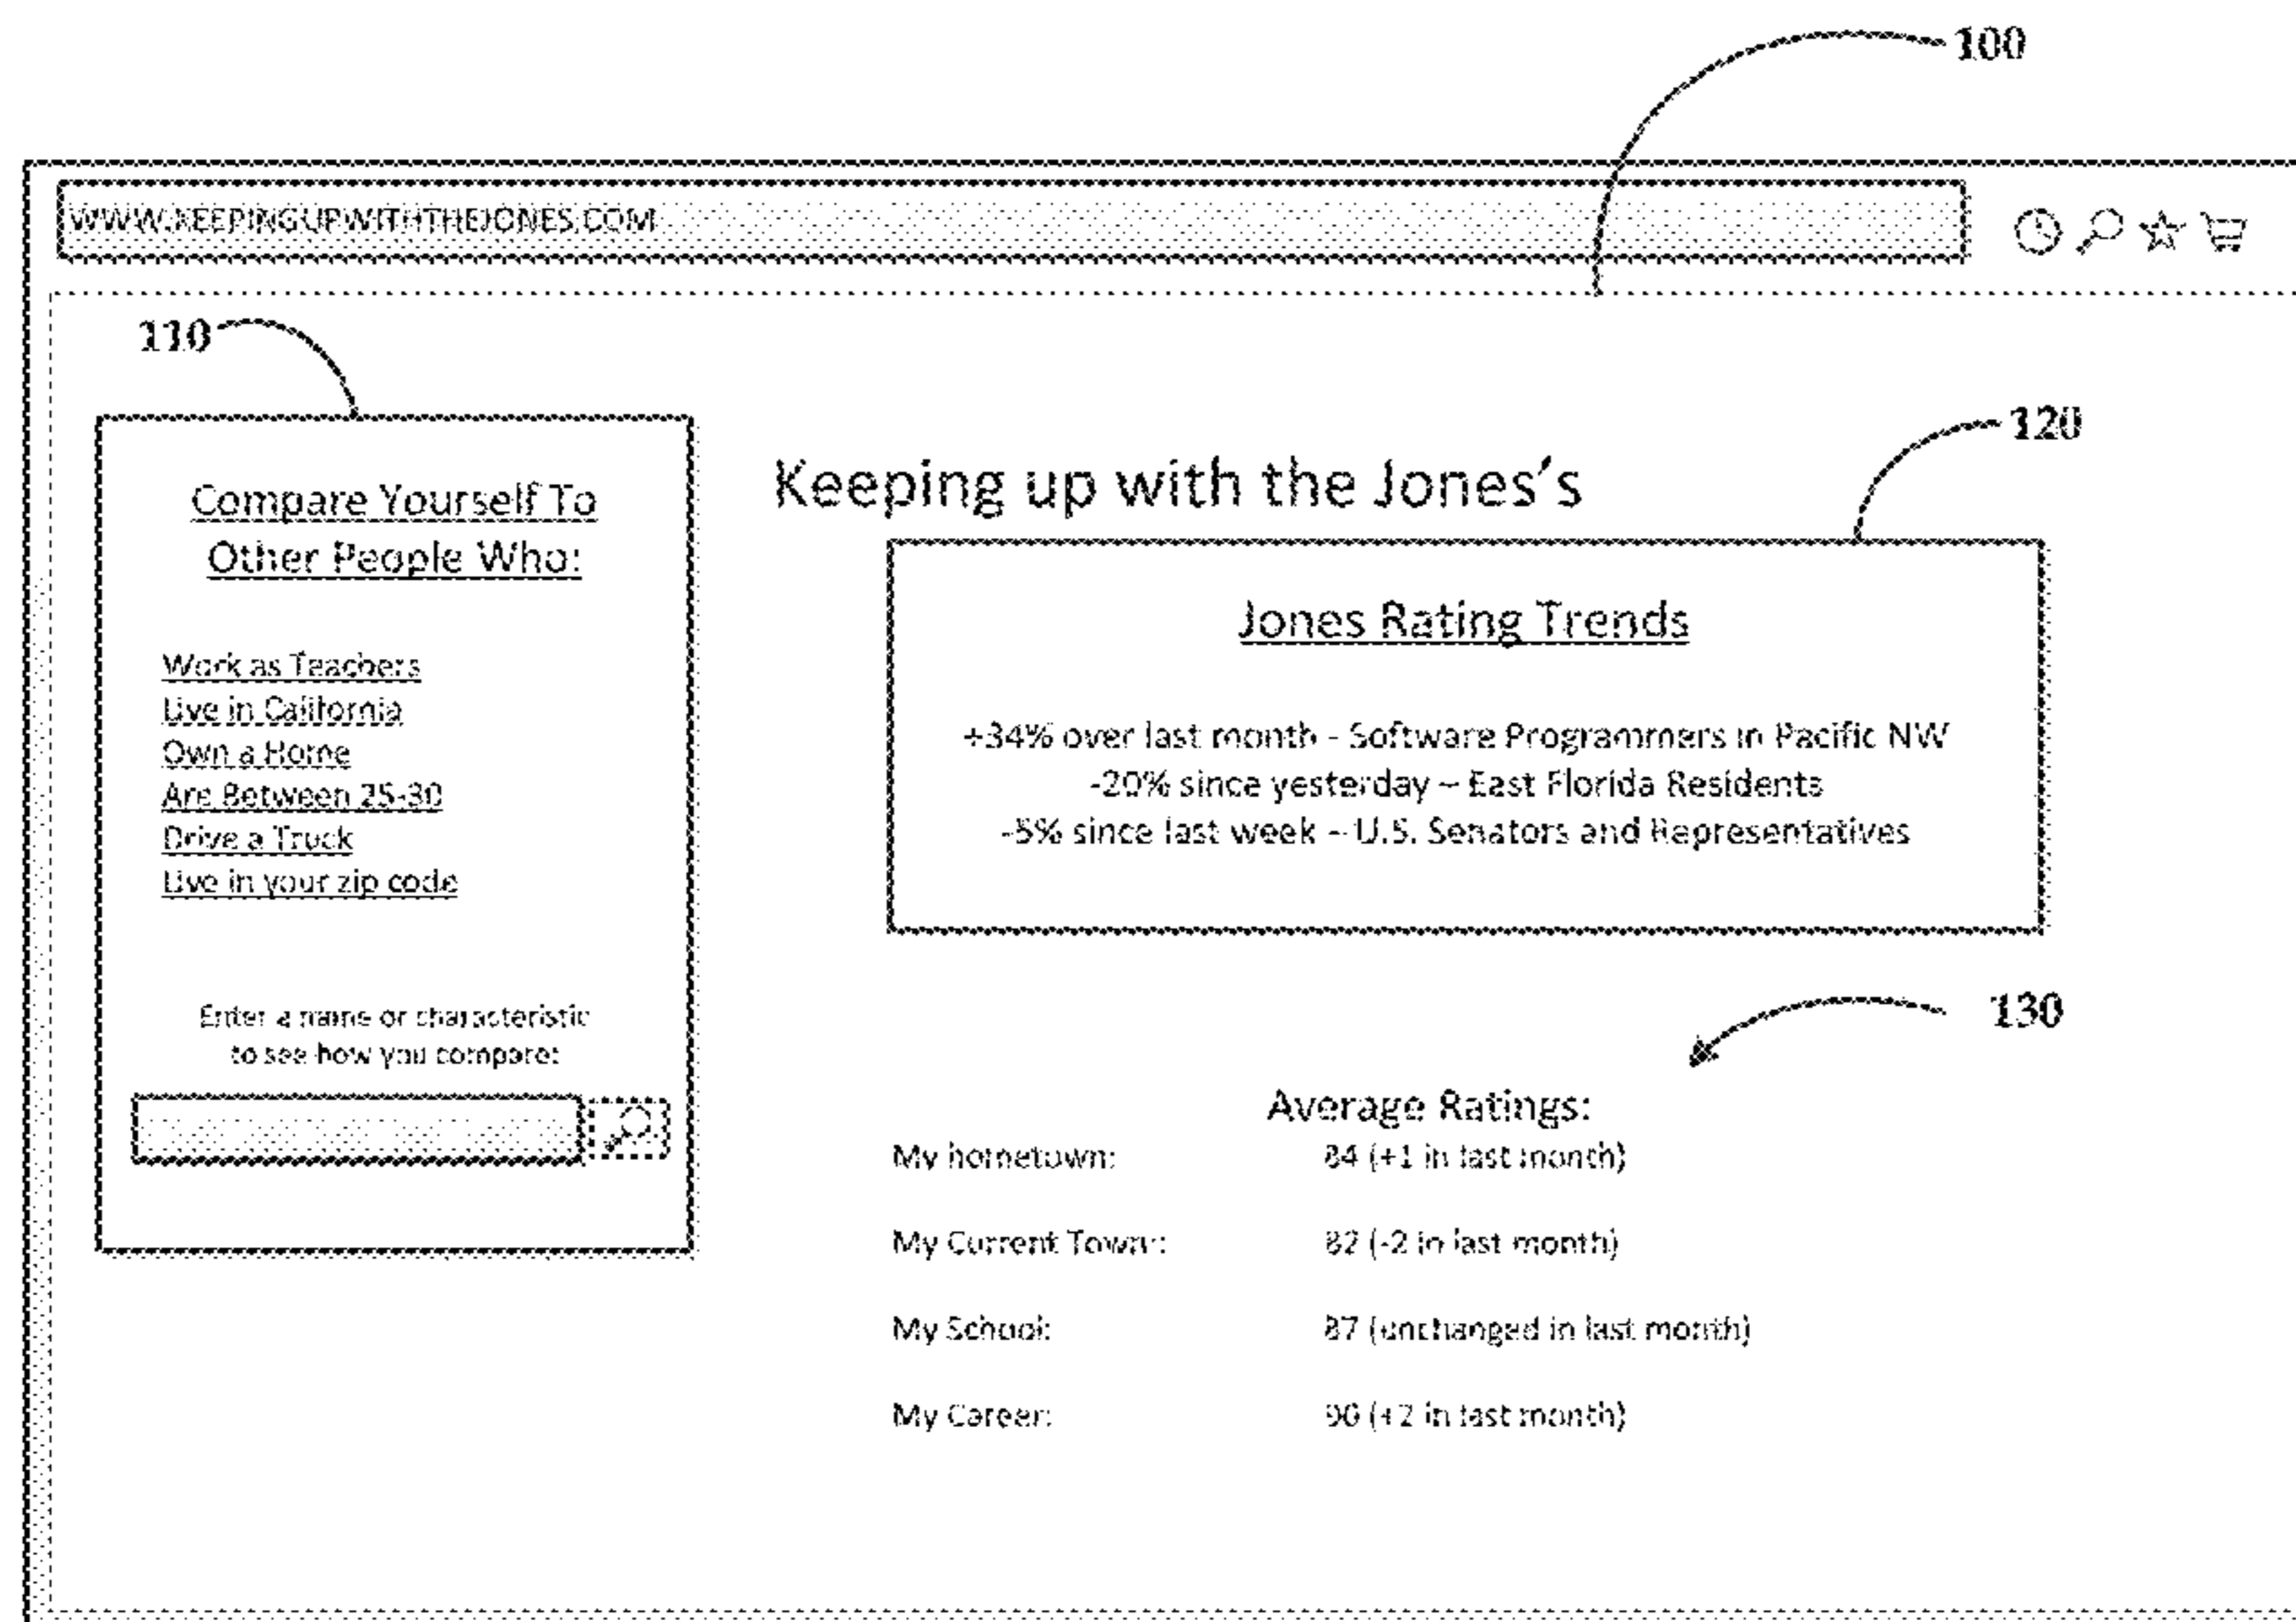 100
WWW.KEEPINGUPWITHTHEJONES.COM
110
120
Compare Yourself To
Other People Who:
Work as Teachers
Live in California
Own a Home
Are Between 25-30
Drive a Truck
Live in your zip code
Enter a name or characteristic
to see how you compare:
Keeping up with the Jones's
Jones Rating Trends
+34% over last month - Software Programmers in Pacific NW
-20% since yesterday – East Florida Residents
-5% since last week – U.S. Senators and Representatives
130
Average Ratings:
My hometown: 84 (+1 in last month)
My Current Town: 82 (-2 in last month)
My School: 87 (unchanged in last month)
My Career: 90 (+2 in last month)